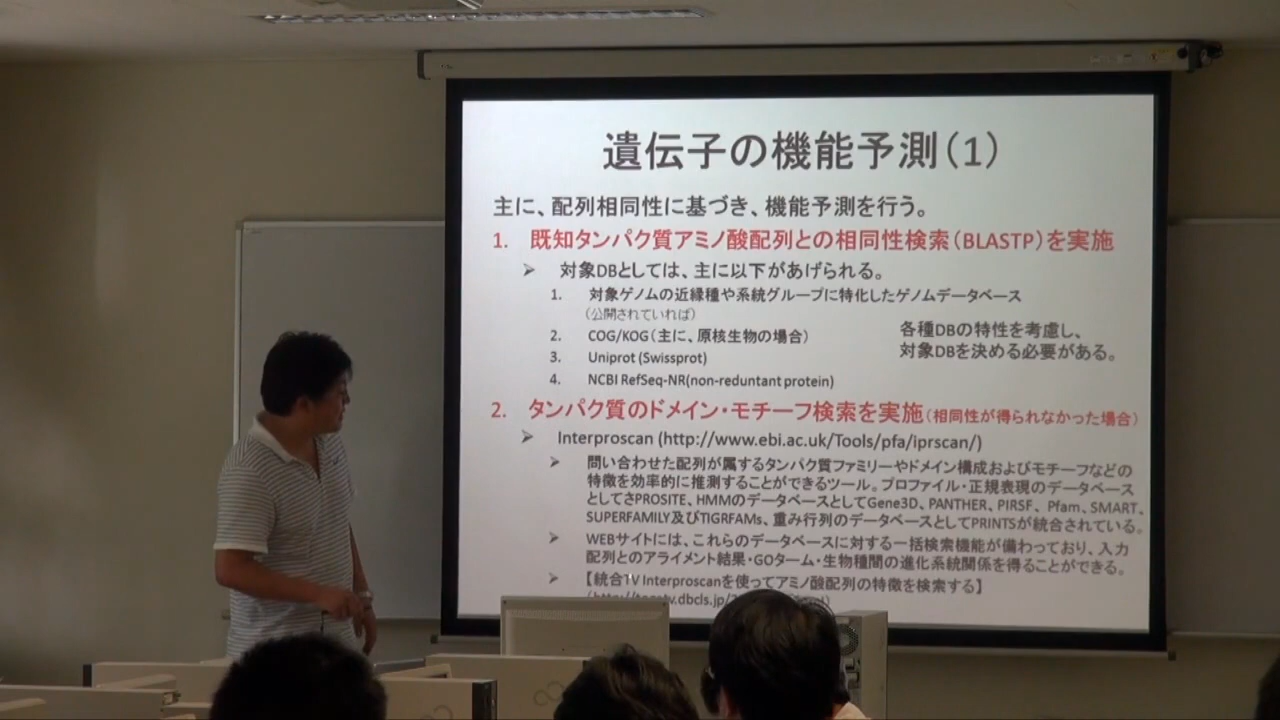 遺伝子の機能予測(1)
主に、配列相同性に基づき、機能予測を行う。
1. 既知タンパク質アミノ酸配列との相同性検索(BLASTP)を実施
➢ 対象DBとしては、主に以下があげられる。
1. 対象ゲノムの近縁種や系統グループに特化したゲノムデータベース
(公開されていれば)
2. COG/KOG(主に、原核生物の場合)
3. Uniprot (Swissprot)
4. NCBI RefSeq-NR(non-reduntant protein)
各種DBの特性を考慮し、
対象DBを決める必要がある。
2. タンパク質のドメイン・モチーフ検索を実施(相同性が得られなかった場合)
➢ Interproscan (http://www.ebi.ac.uk/Tools/pfa/iprscan/)
➢ 問い合わせた配列が属するタンパク質ファミリーやドメイン構成およびモチーフなどの
特徴を効率的に推測することができるツール。プロファイル・正規表現のデータベース
としてさPROSITE、HMMのデータベースとしてGene3D、PANTHER、PIRSF、Pfam、SMART、
SUPERFAMILY及びTIGRFAMs、重み行列のデータベースとしてPRINTSが統合されている。
➢ WEBサイトには、これらのデータベースに対する一括検索機能が備わっており、入力
配列とのアライメント結果・GOターム・生物種間の進化系統関係を得ることができる。
➢ 【統合TV Interproscanを使ってアミノ酸配列の特徴を検索する】